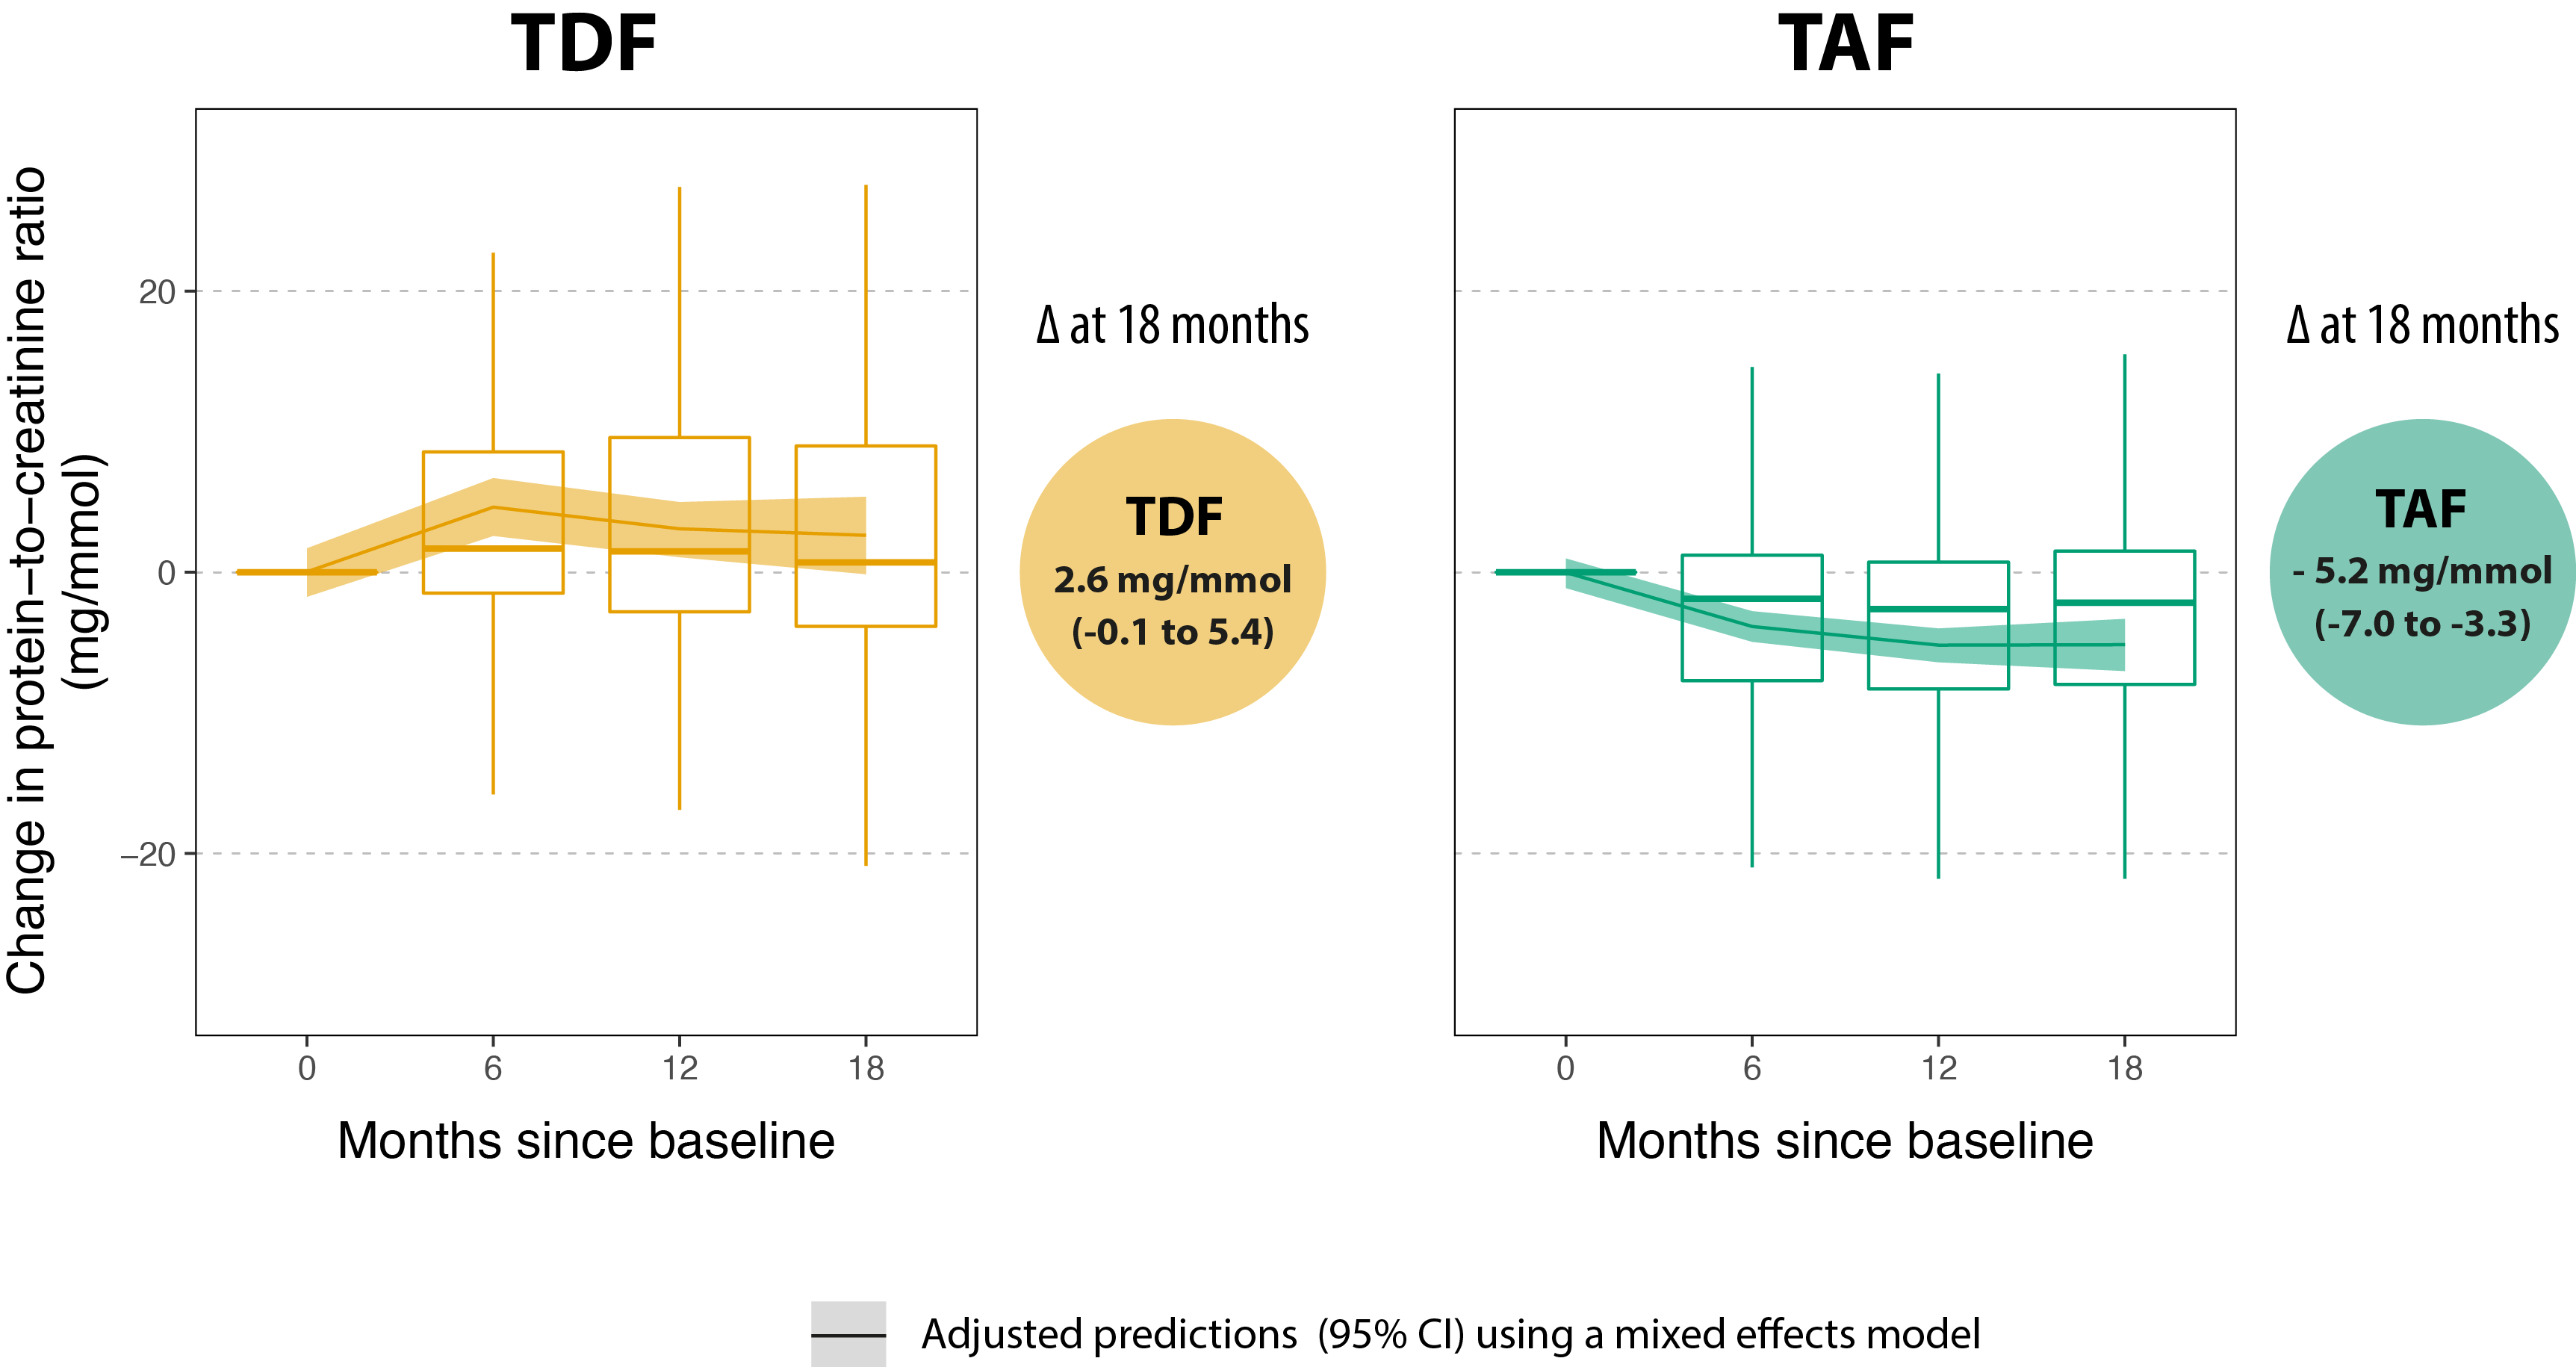 TDF
TAF
Change in protein–to–creatinine ratio
(mg/mmol)
20
0
−20
0 6 12 18
Months since baseline
Δ at 18 months
TDF
2.6 mg/mmol
(-0.1 to 5.4)
0 6 12 18
Months since baseline
Δ at 18 months
TAF
- 5.2 mg/mmol
(-7.0 to -3.3)
Adjusted predictions (95% CI) using a mixed effects model